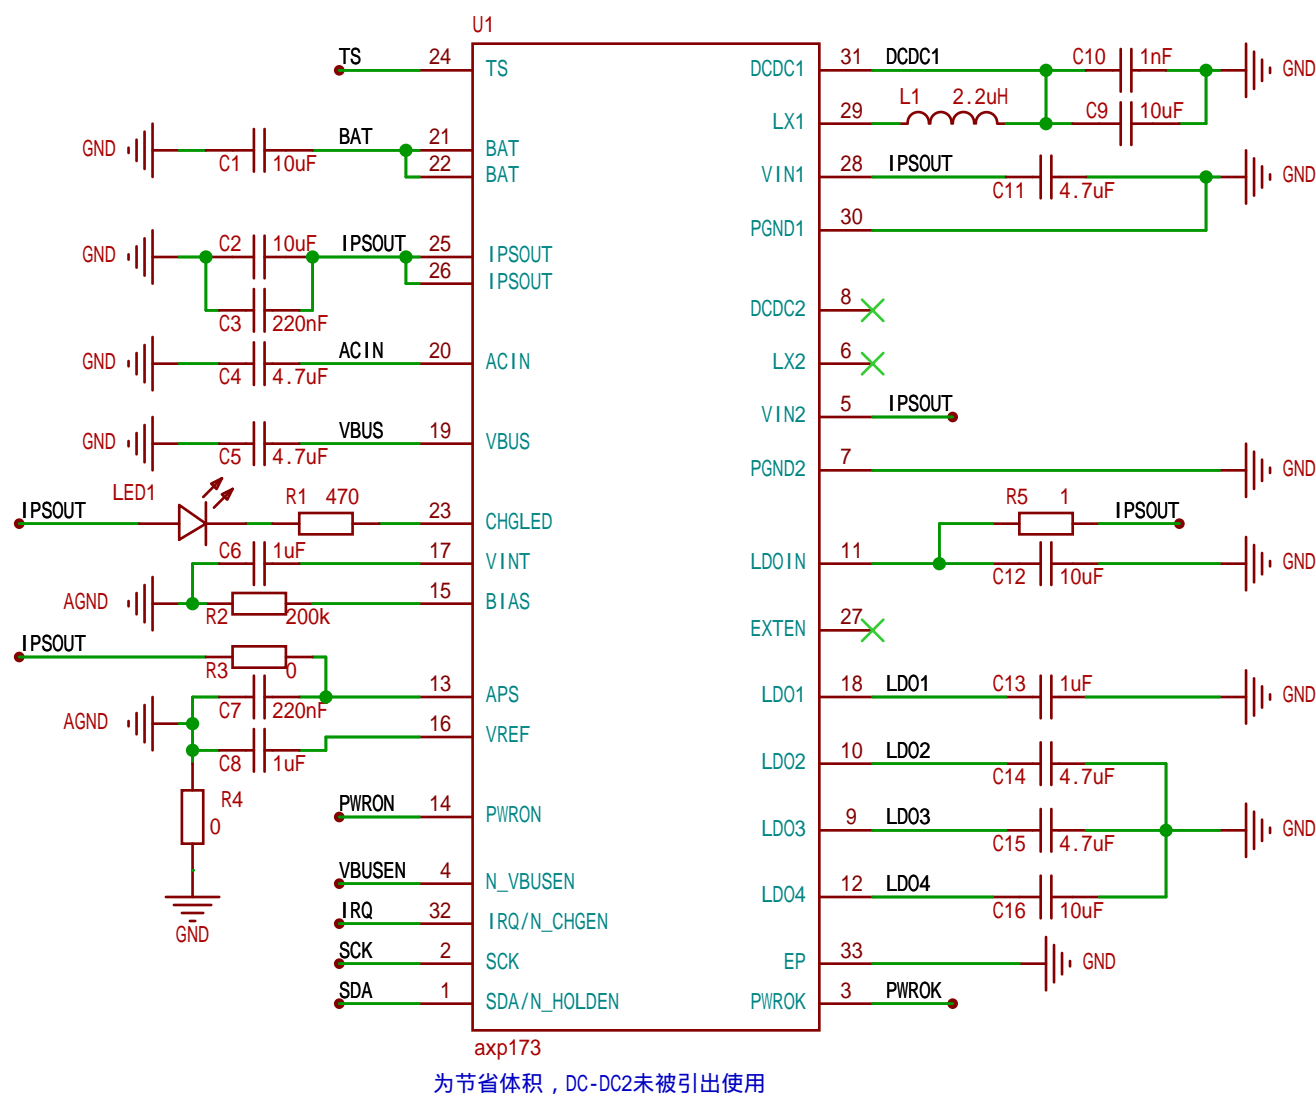 U1
TS 24 TS
GND C1 10uF BAT 21 BAT
22 BAT
GND C2 10uF IPSOUT 25 IPSOUT
26 IPSOUT
C3 220nF
GND C4 4.7uF ACIN 20 ACIN
GND C5 4.7uF VBUS 19 VBUS
IPSOUT LED1 R1 470 23 CHGLED
C6 1uF 17 VINT
AGND R2 200k 15 BIAS
IPSOUT R3 0
C7 220nF 13 APS
AGND
C8 1uF 16 VREF
R4
0
GND
PWRON 14 PWRON
VBUSEN 4 N_VBUSEN
IRQ 32 IRQ/N_CHGEN
SCK 2 SCK
SDA 1 SDA/N_HOLDEN
DCDC1 31 DCDC1 C10 1nF GND
LX1 29 L1 2.2uH C9 10uF
VIN1 28 IPSOUT C11 4.7uF GND
PGND1 30
DCDC2 8
LX2 6
VIN2 5 IPSOUT
PGND2 7 GND
R5 1 IPSOUT
LDOIN 11 C12 10uF GND
EXTEN 27
LDO1 18 LDO1 C13 1uF GND
LDO2 10 LDO2 C14 4.7uF
LDO3 9 LDO3 C15 4.7uF GND
LDO4 12 LDO4 C16 10uF
EP 33 GND
PWROK 3 PWROK
axp173
为节省体积，DC-DC2未被引出使用